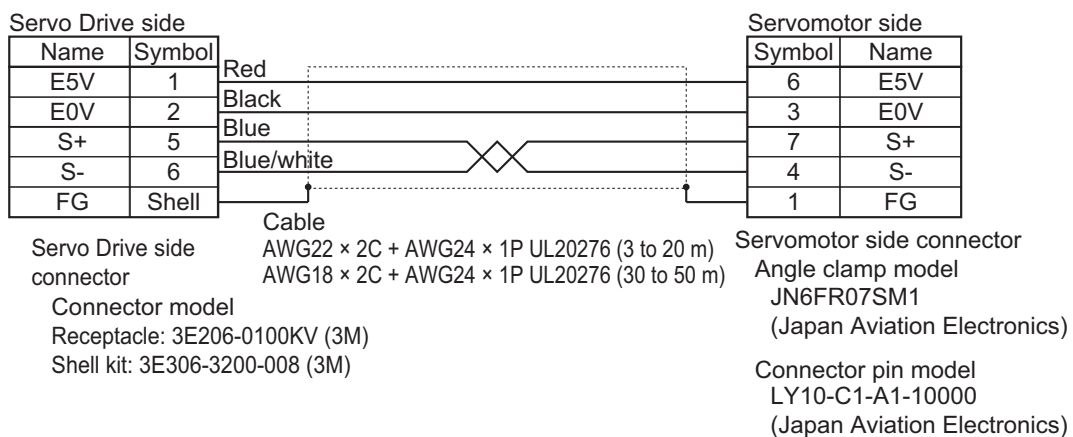 Servo Drive side
Servomotor side
Name Symbol
Symbol Name
E5V 1 Red 6 E5V
E0V 2 Black 3 E0V
S+ 5 Blue 7 S+
S- 6 Blue/white 4 S-
FG Shell 1 FG
Cable
AWG22 × 2C + AWG24 × 1P UL20276 (3 to 20 m)
AWG18 × 2C + AWG24 × 1P UL20276 (30 to 50 m)
Servo Drive side
connector
Connector model
Receptacle: 3E206-0100KV (3M)
Shell kit: 3E306-3200-008 (3M)
Servomotor side connector
Angle clamp model
JN6FR07SM1
(Japan Aviation Electronics)
Connector pin model
LY10-C1-A1-10000
(Japan Aviation Electronics)